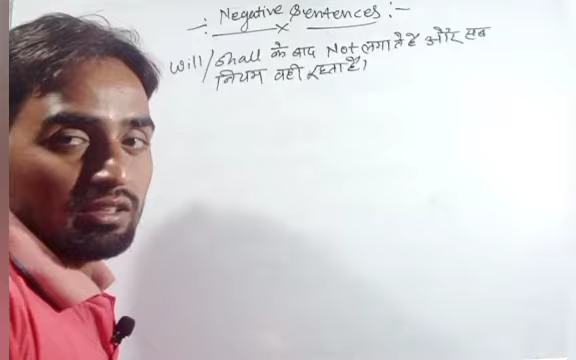 -: Negative Sentences :-
Will/Shall के बाद Not लगाते है और सब
नियम वही रहता है।